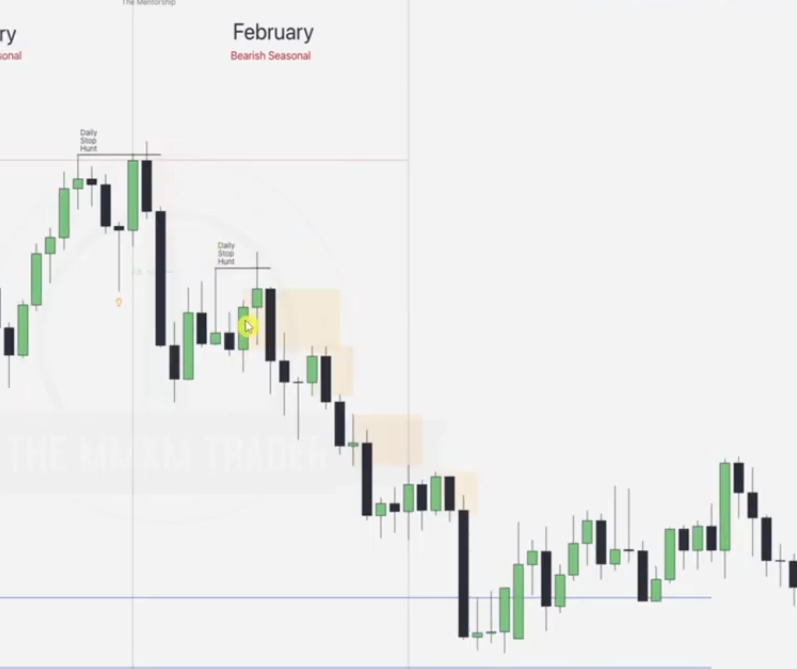 The Mentorship
ry
February
sonal
Bearish Seasonal
Daily
Stop
Hunt
Daily
Stop
Hunt
THE MMXM TRADER